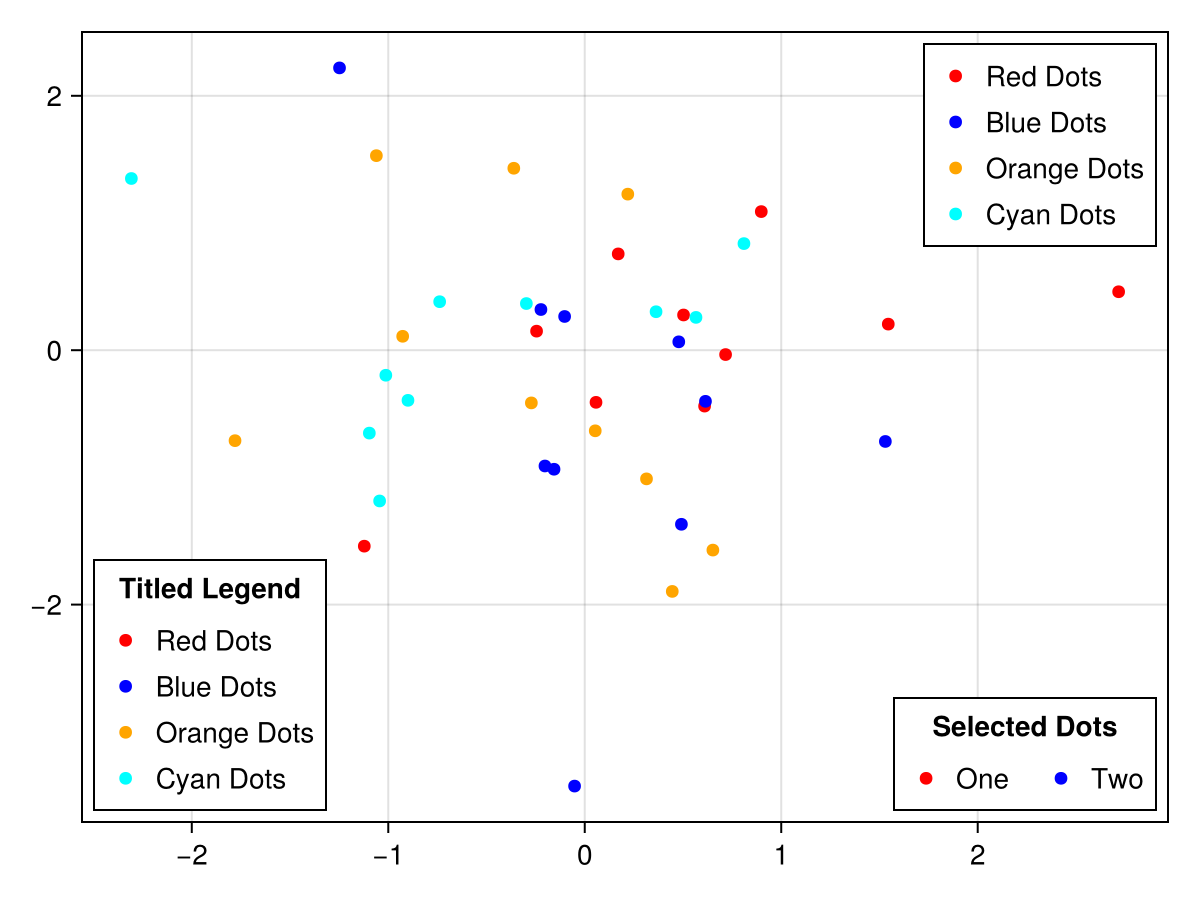 2
0
−2
−2
−1
0
1
2
Red Dots
Blue Dots
Orange Dots
Cyan Dots
Titled Legend
Red Dots
Blue Dots
Orange Dots
Cyan Dots
Selected Dots
One Two